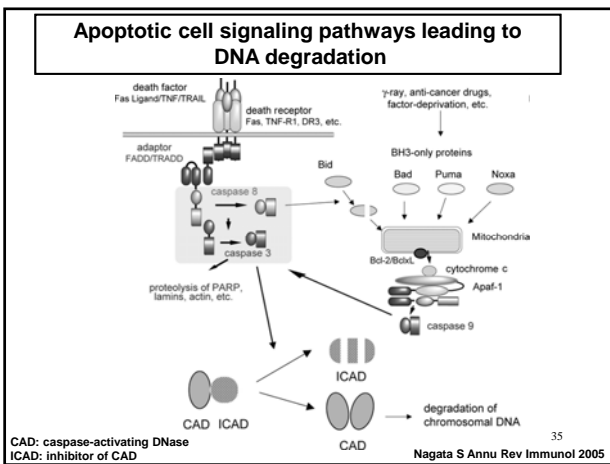 Apoptotic cell signaling pathways leading to
DNA degradation
death factor
Fas Ligand/TNF/TRAIL
death receptor
Fas, TNF-R1, DR3, etc.
adaptor
FADD/TRADD
caspase 8
caspase 3
proteolysis of PARP,
lamins, actin, etc.
γ-ray, anti-cancer drugs,
factor-deprivation, etc.
BH3-only proteins
Bid
Bad
Puma
Noxa
Mitochondria
Bcl-2/BclxL
cytochrome c
Apaf-1
caspase 9
ICAD
CAD ICAD
CAD
degradation of
chromosomal DNA
CAD: caspase-activating DNase
ICAD: inhibitor of CAD
35
Nagata S Annu Rev Immunol 2005